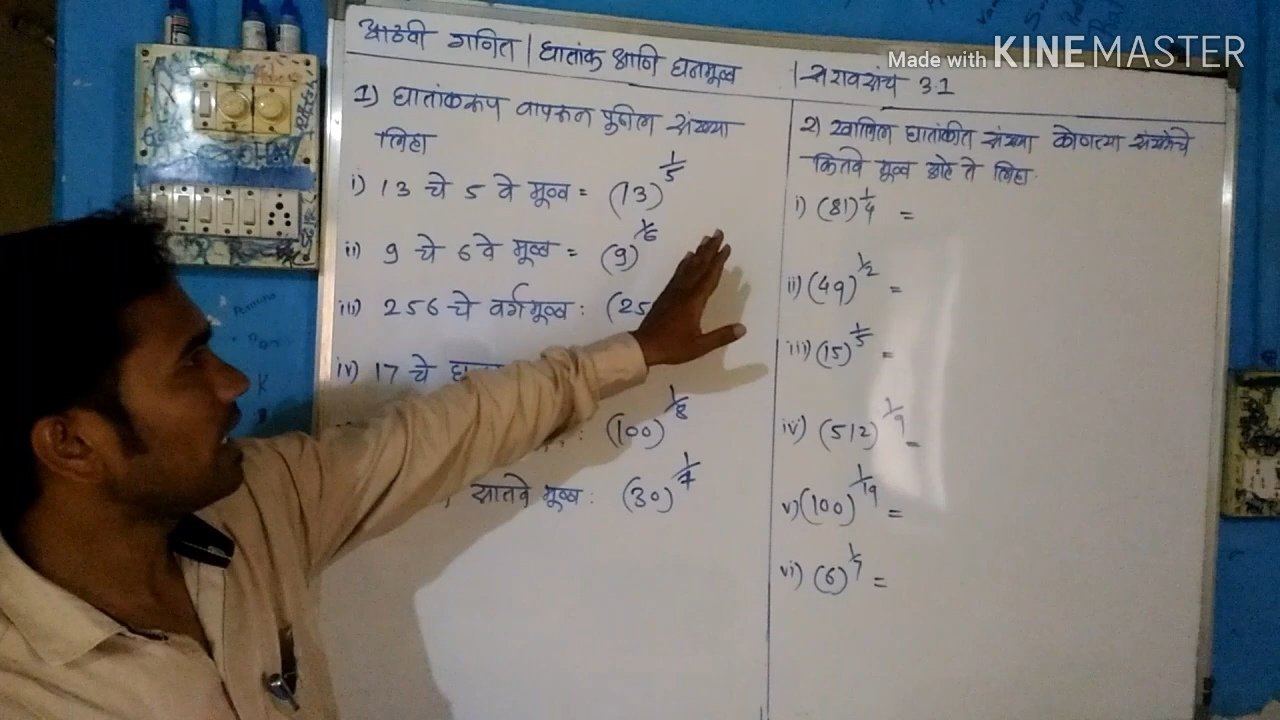 Made with KINEMASTER
आठवी गणित | घातांक आणि घनमूळ | सरावसंच 3.1
1) घातांकरूप वापरून पुढील संख्या
लिहा
i) 13 चे 5 वे मूळ = (13)^1/5
ii) 9 चे 6 वे मूळ = (9)^1/6
iii) 256 चे वर्गमूळ : (25
iv) 17 चे
: (100)^1/8
सातवे मूळ : (30)^1/7
२) खालिल घातांकीत संख्या कोणत्या संख्येचे
कितवे मूळ आहे ते लिहा.
i) (81)^1/4 =
ii) (49)^1/2 =
iii) (15)^1/5 =
iv) (512)^1/9 =
v) (100)^1/19 =
vi) (6)^1/7 =